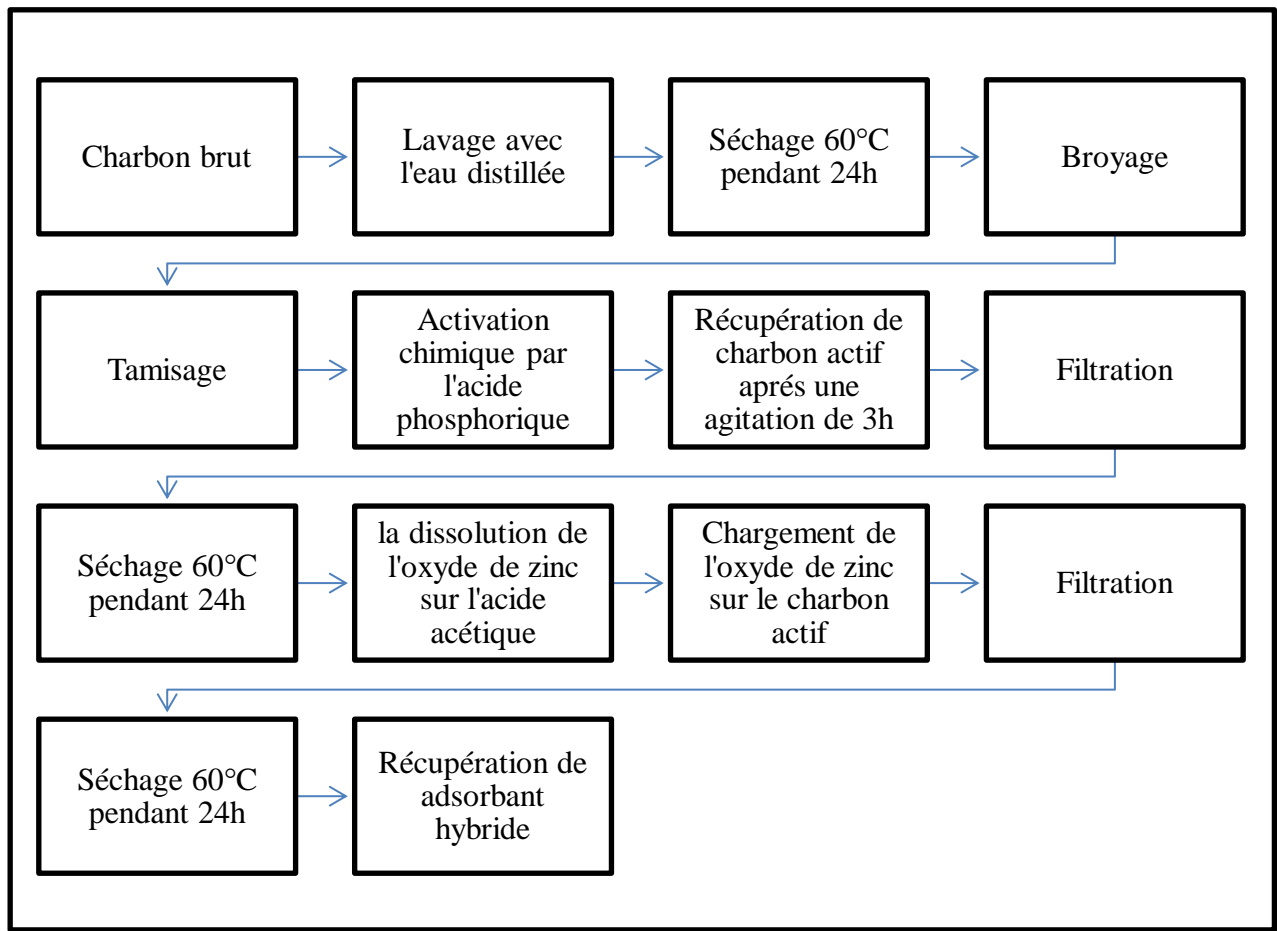 Charbon brut
Lavage avec
l'eau distillée
Séchage 60°C
pendant 24h
Broyage
Tamisage
Activation
chimique par
l'acide
phosphorique
Récupération de
charbon actif
aprés une
agitation de 3h
Filtration
Séchage 60°C
pendant 24h
la dissolution de
l'oxyde de zinc
sur l'acide
acétique
Chargement de
l'oxyde de zinc
sur le charbon
actif
Filtration
Séchage 60°C
pendant 24h
Récupération de
adsorbant
hybride